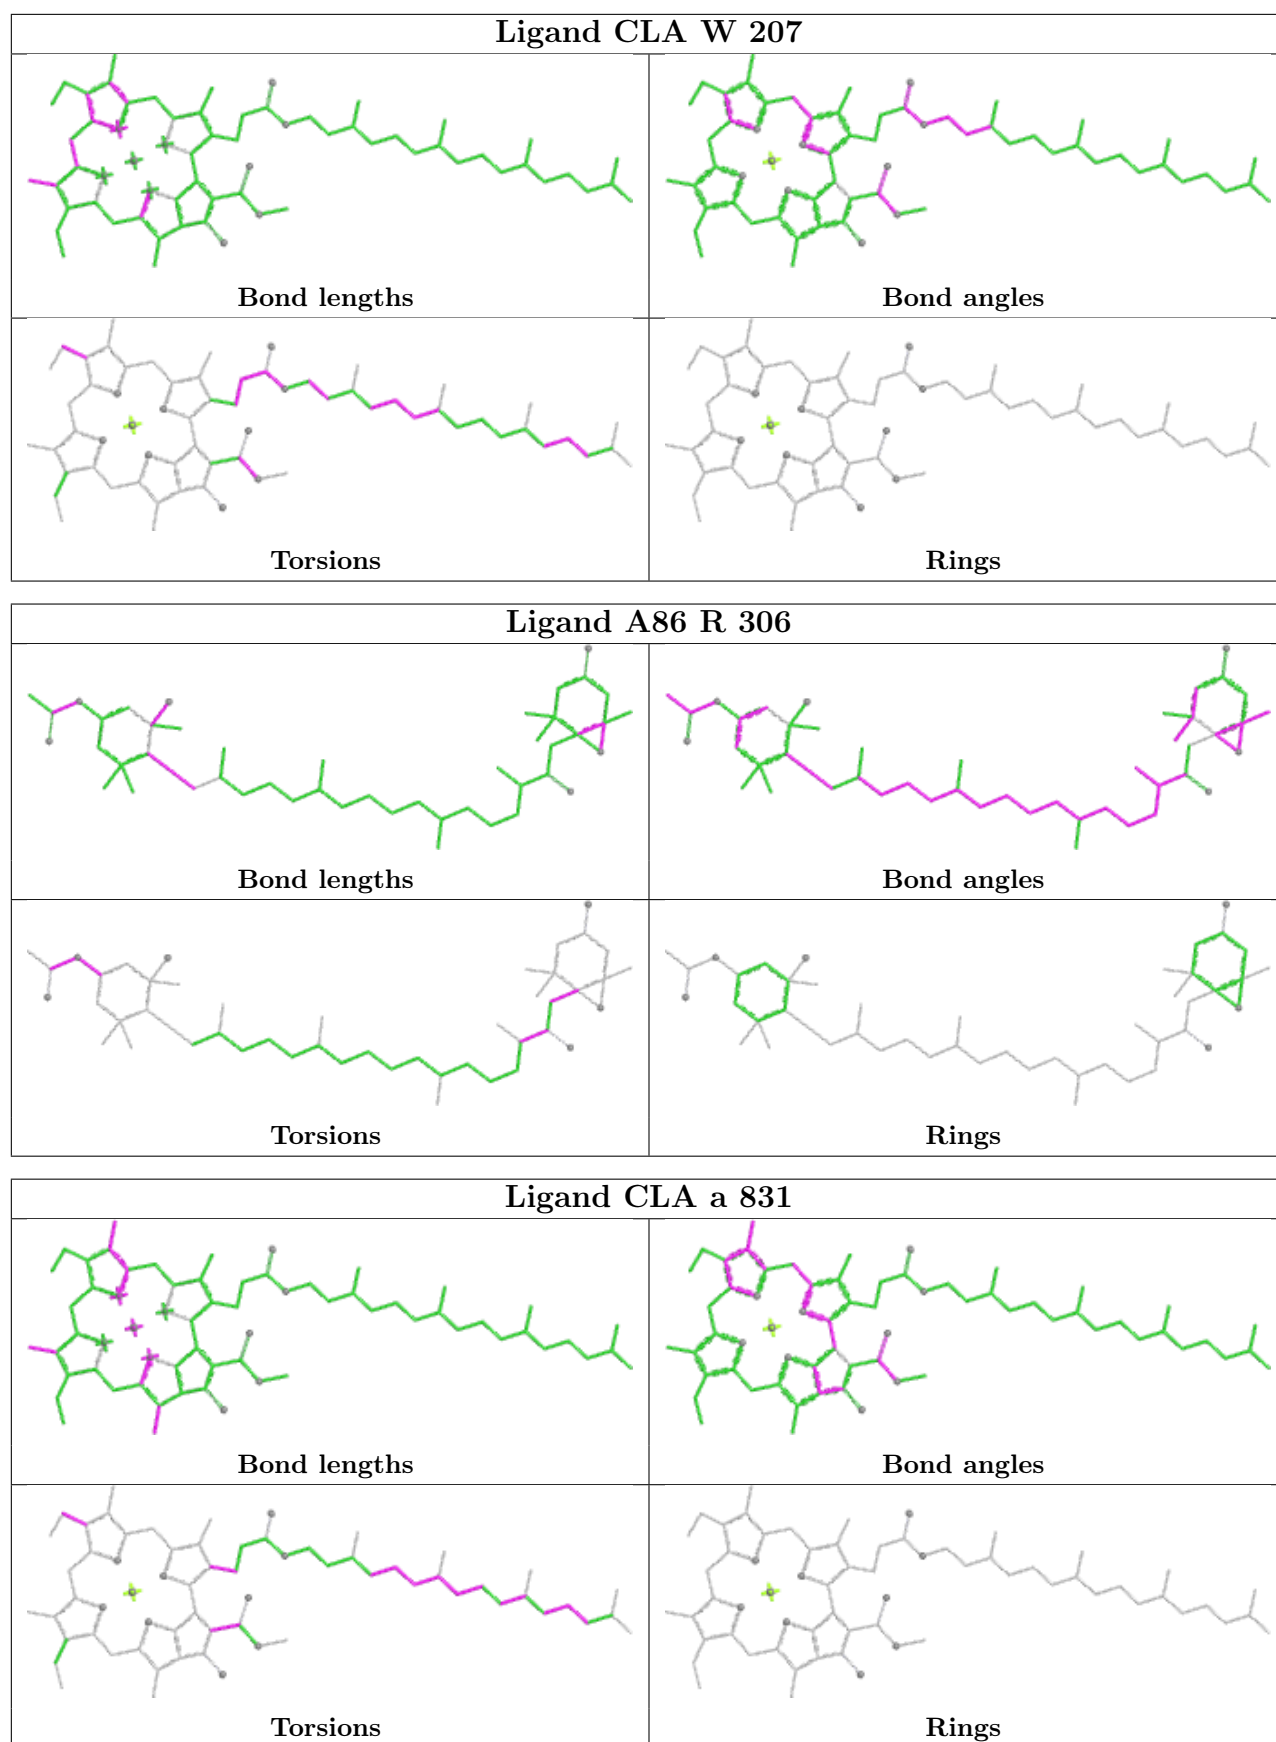 Ligand CLA W 207
Bond lengths
Bond angles
Torsions
Rings
Ligand A86 R 306
Bond lengths
Bond angles
Torsions
Rings
Ligand CLA a 831
Bond lengths
Bond angles
Torsions
Rings